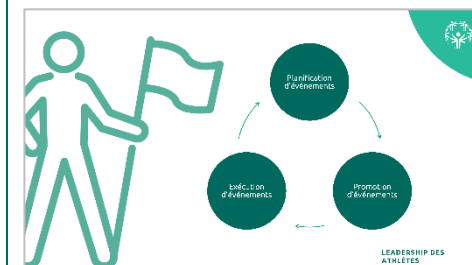 Planification
d'événements
Exécution
d'événements
Promotion
d'événements
LEADERSHIP DES
ATHLÈTES